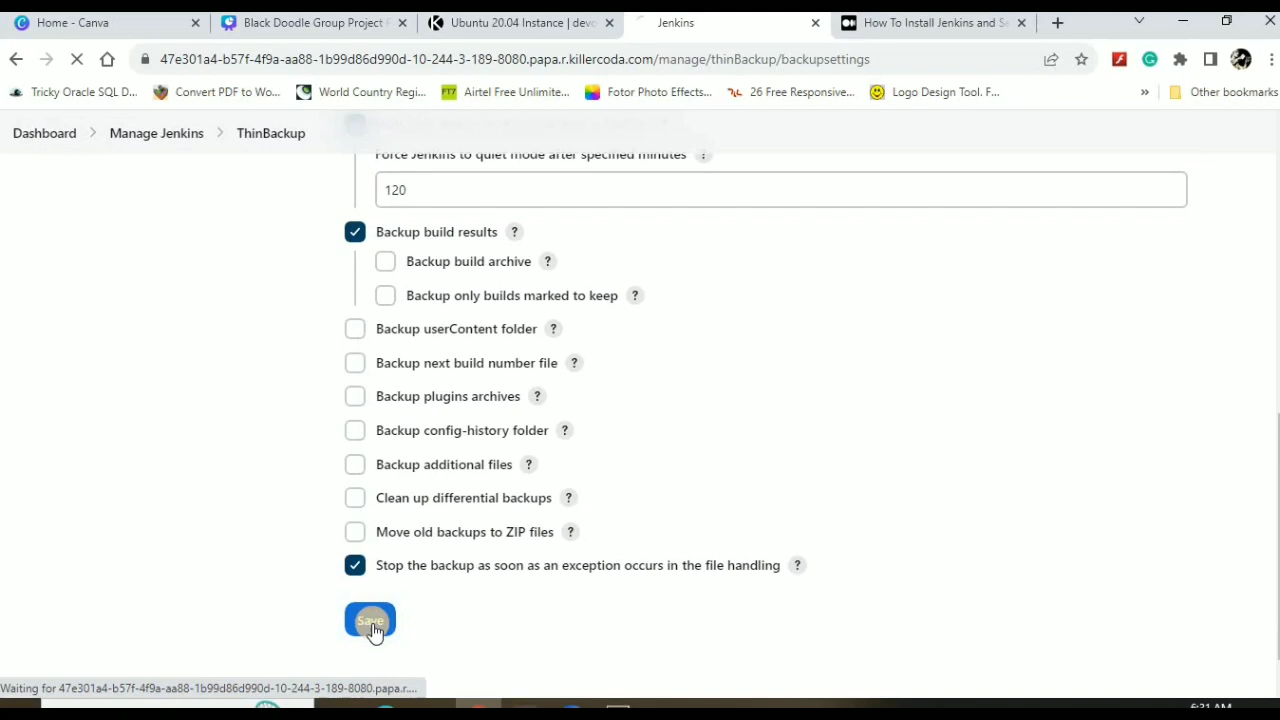 Home - Canva
Black Doodle Group Project F
Ubuntu 20.04 Instance | devo
Jenkins
How To Install Jenkins and Se
47e301a4-b57f-4f9a-aa88-1b99d86d990d-10-244-3-189-8080.papa.r.killercoda.com/manage/thinBackup/backupsettings
Tricky Oracle SQL D...
Convert PDF to Wo...
World Country Regi...
Airtel Free Unlimite...
Fotor Photo Effects...
26 Free Responsive...
Logo Design Tool. F...
»
Other bookmarks
Dashboard > Manage Jenkins > ThinBackup
Force Jenkins to quiet mode after specified minutes ?
120
Backup build results ?
Backup build archive ?
Backup only builds marked to keep ?
Backup userContent folder ?
Backup next build number file ?
Backup plugins archives ?
Backup config-history folder ?
Backup additional files ?
Clean up differential backups ?
Move old backups to ZIP files ?
Stop the backup as soon as an exception occurs in the file handling ?
Save
Waiting for 47e301a4-b57f-4f9a-aa88-1b99d86d990d-10-244-3-189-8080.papa.r....
6:31 AM